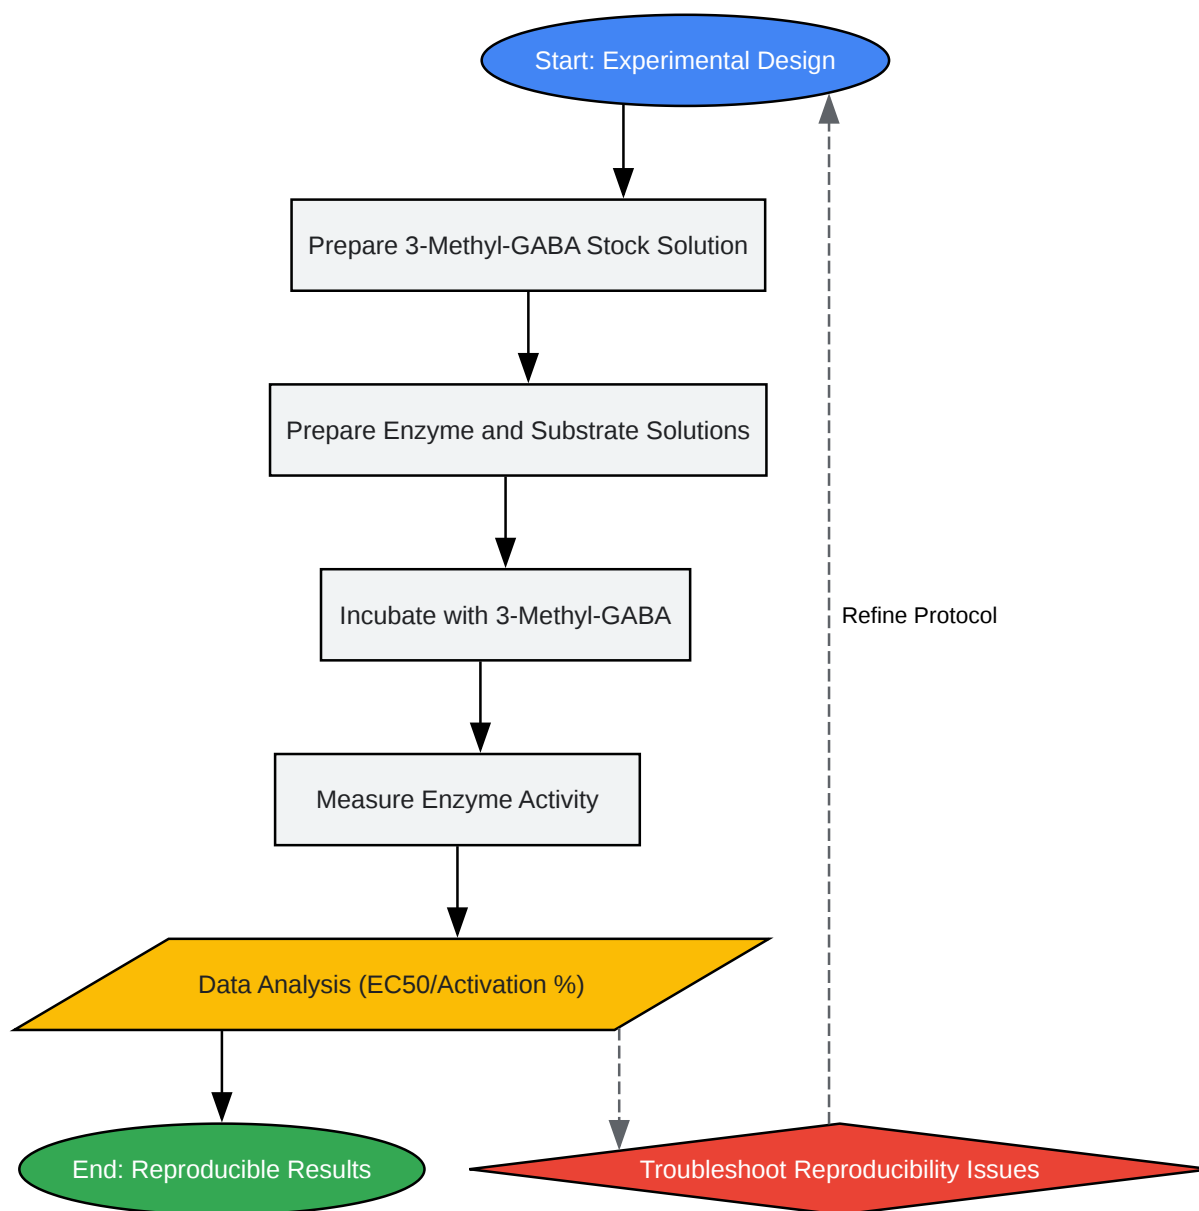 Start: Experimental Design
Prepare 3-Methyl-GABA Stock Solution
Prepare Enzyme and Substrate Solutions
Incubate with 3-Methyl-GABA
Refine Protocol
Measure Enzyme Activity
Data Analysis (EC50/Activation %)
End: Reproducible Results
Troubleshoot Reproducibility Issues